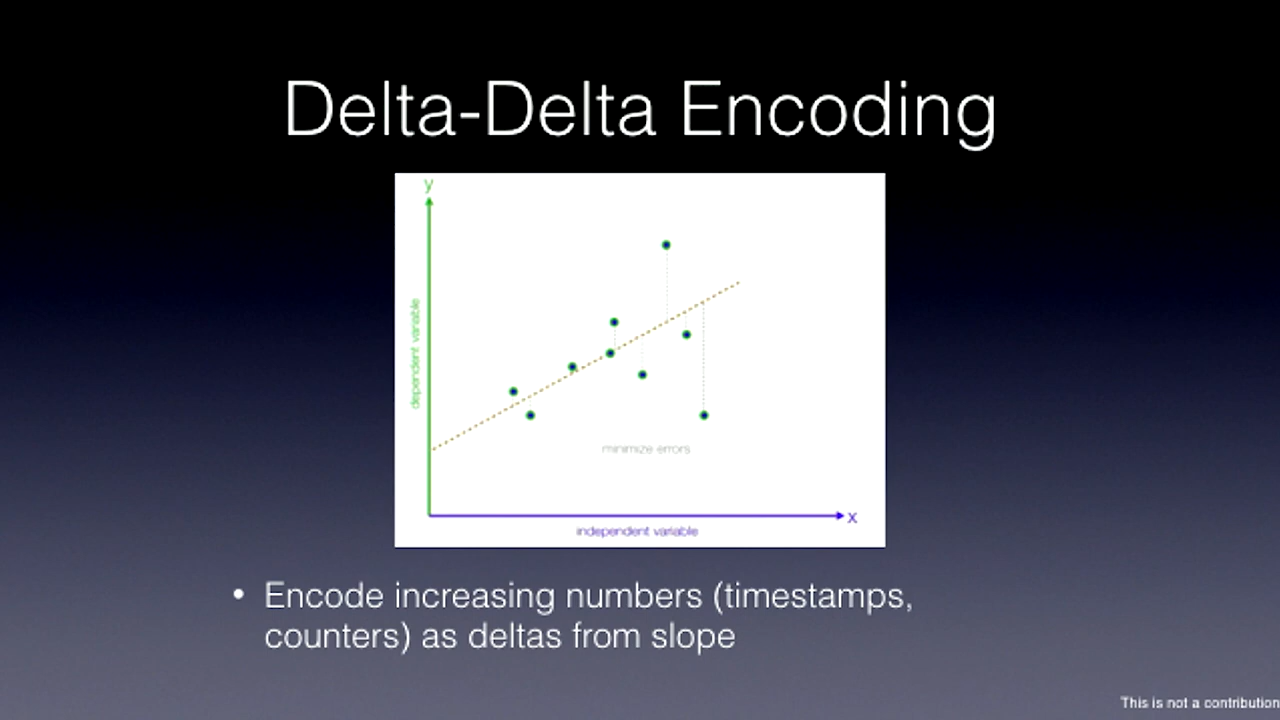 Delta-Delta Encoding
y
dependent variable
minimize errors
x
independent variable
• Encode increasing numbers (timestamps,
counters) as deltas from slope
This is not a contribution